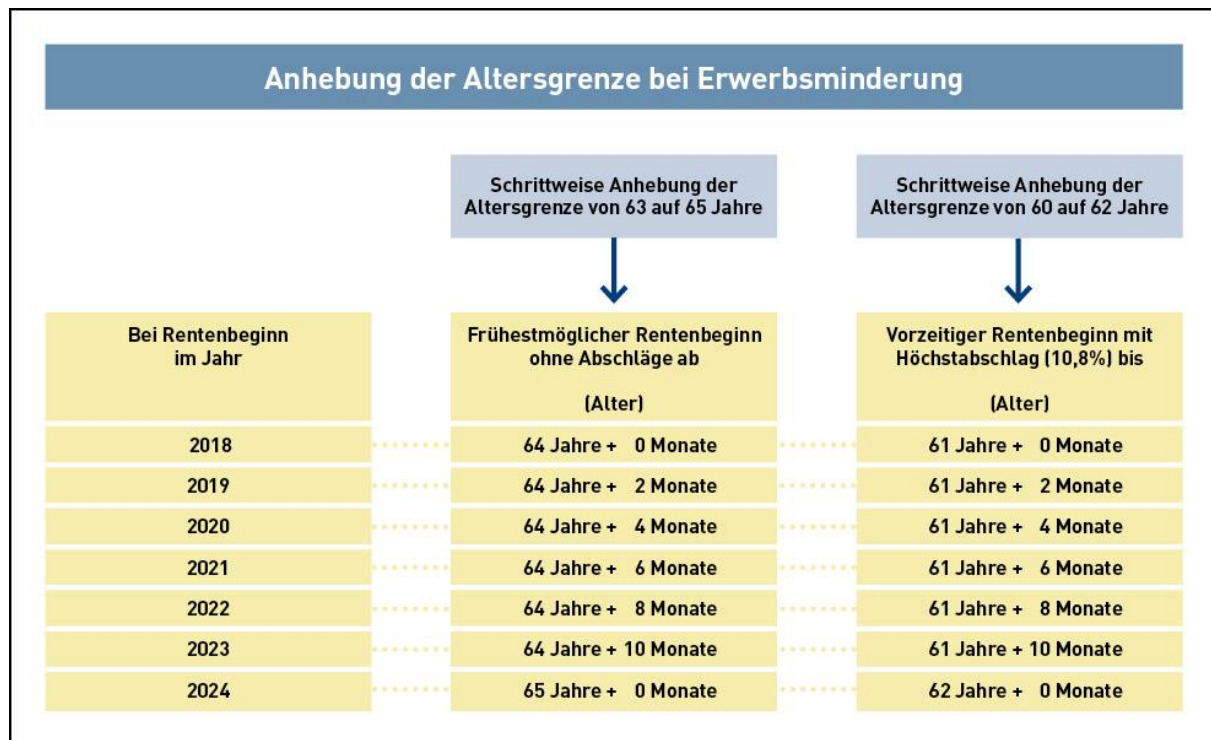 Anhebung der Altersgrenze bei Erwerbsminderung
Schrittweise Anhebung der
Altersgrenze von 63 auf 65 Jahre
Schrittweise Anhebung der
Altersgrenze von 60 auf 62 Jahre
Bei Rentenbeginn
im Jahr
Frühestmöglicher Rentenbeginn
ohne Abschläge ab
(Alter)
Vorzeitiger Rentenbeginn mit
Höchstabschlag (10,8%) bis
(Alter)
2018 64 Jahre + 0 Monate 61 Jahre + 0 Monate
2019 64 Jahre + 2 Monate 61 Jahre + 2 Monate
2020 64 Jahre + 4 Monate 61 Jahre + 4 Monate
2021 64 Jahre + 6 Monate 61 Jahre + 6 Monate
2022 64 Jahre + 8 Monate 61 Jahre + 8 Monate
2023 64 Jahre + 10 Monate 61 Jahre + 10 Monate
2024 65 Jahre + 0 Monate 62 Jahre + 0 Monate